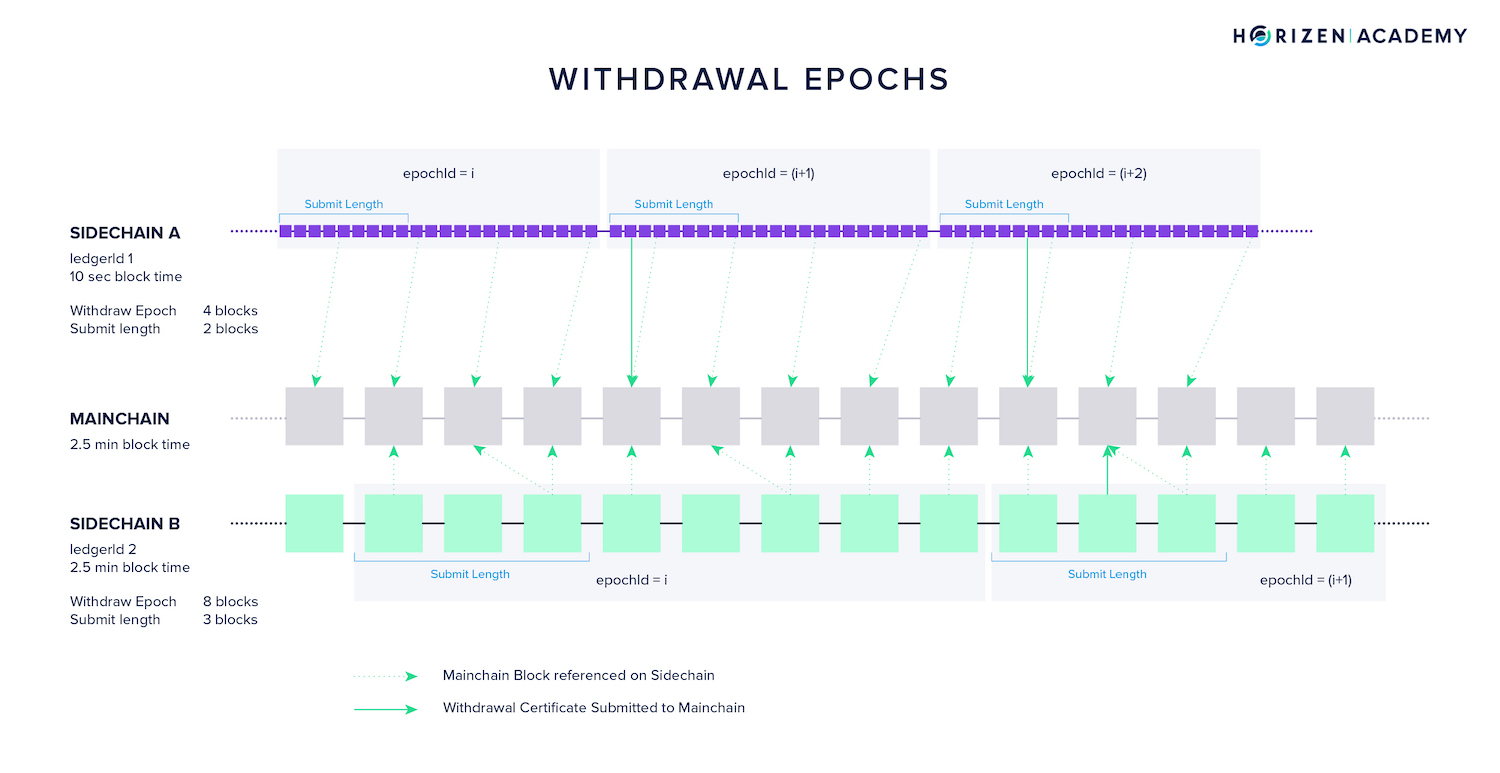 HORIZEN|ACADEMY
WITHDRAWAL EPOCHS
epochId = i
epochId = (i+1)
epochId = (i+2)
Submit Length
Submit Length
Submit Length
SIDECHAIN A
ledgerId 1
10 sec block time
Withdraw Epoch 4 blocks
Submit length 2 blocks
MAINCHAIN
2.5 min block time
SIDECHAIN B
ledgerId 2
2.5 min block time
Withdraw Epoch 8 blocks
Submit length 3 blocks
Submit Length
epochId = i
Submit Length
epochId = (i+1)
Mainchain Block referenced on Sidechain
Withdrawal Certificate Submitted to Mainchain